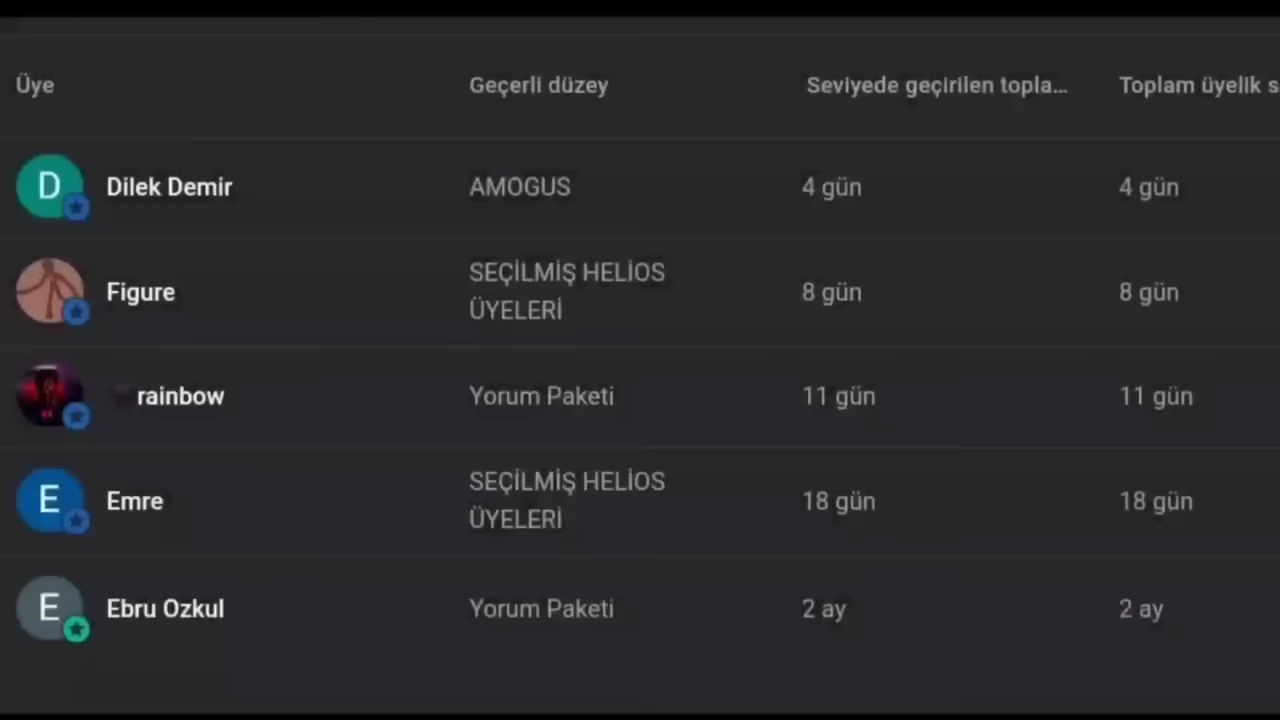 Üye Geçerli düzey Seviyede geçirilen topla... Toplam üyelik s
D Dilek Demir AMOGUS 4 gün 4 gün
Figure SEÇİLMİŞ HELİOS ÜYELERİ 8 gün 8 gün
rainbow Yorum Paketi 11 gün 11 gün
E Emre SEÇİLMİŞ HELİOS ÜYELERİ 18 gün 18 gün
E Ebru Ozkul Yorum Paketi 2 ay 2 ay